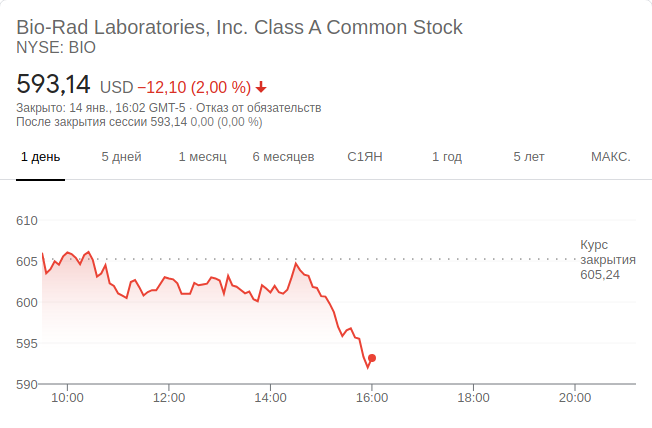 Bio-Rad Laboratories, Inc. Class A Common Stock
NYSE: BIO
593,14 USD −12,10 (2,00 %)
Закрыто: 14 янв., 16:02 GMT-5 · Отказ от обязательств
После закрытия сессии 593,14 0,00 (0,00 %)
1 день 5 дней 1 месяц 6 месяцев С1ЯН 1 год 5 лет МАКС.
610
605
600
595
590
Курс
закрытия
605,24
10:00 12:00 14:00 16:00 18:00 20:00